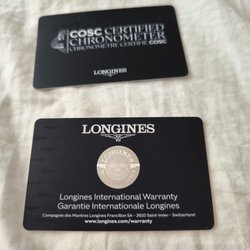 COSC CERTIFIED
CHRONOMETER
CHRONOMÈTRE CERTIFIÉ COSC
LONGINES
LONGINES
Longines International Warranty
Garantie Internationale Longines
Compagnie des Montres Longines Francillon SA - 2610 Saint-Imier - Switzerland
www.longines.com/warranty